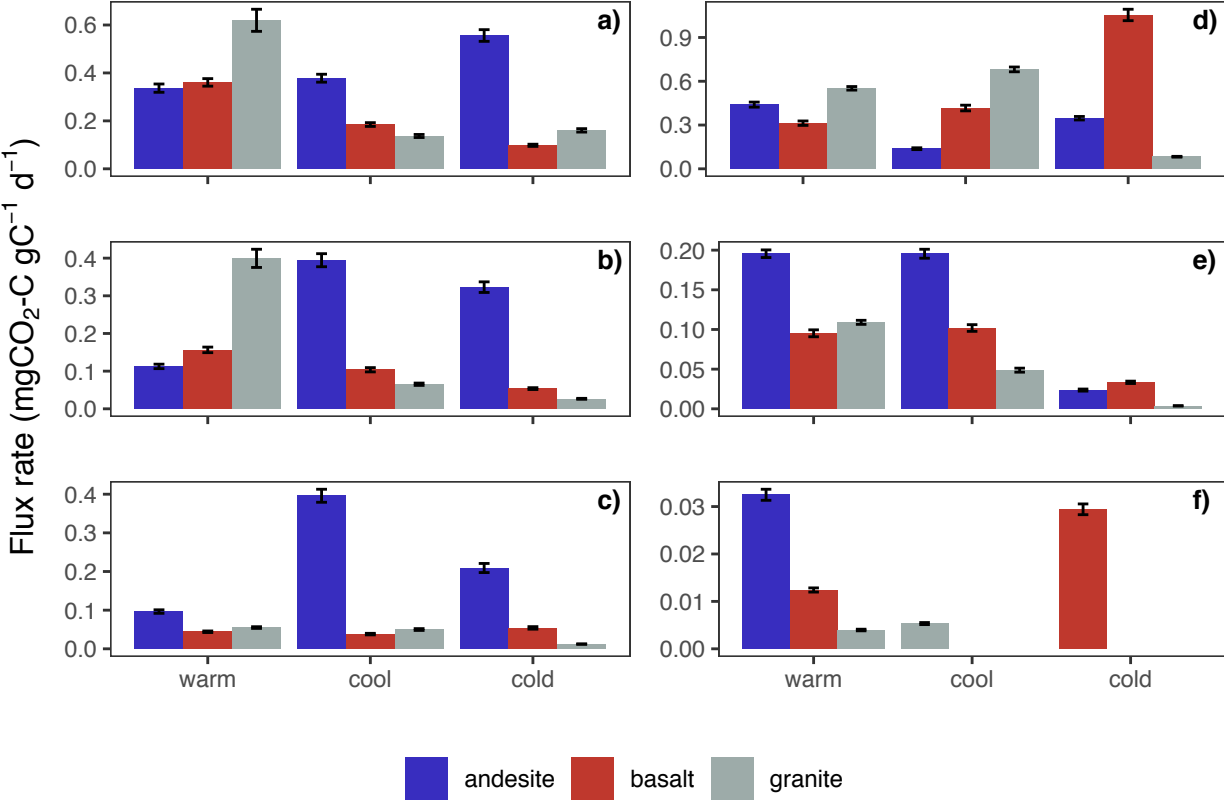 Flux rate (mgCO₂-C gC⁻¹ d⁻¹)
a)
0.6
0.4
0.2
0.0
d)
0.9
0.6
0.3
0.0
b)
0.4
0.3
0.2
0.1
0.0
e)
0.20
0.15
0.10
0.05
0.00
c)
0.4
0.3
0.2
0.1
0.0
warm cool cold
f)
0.03
0.02
0.01
0.00
warm cool cold
andesite basalt granite